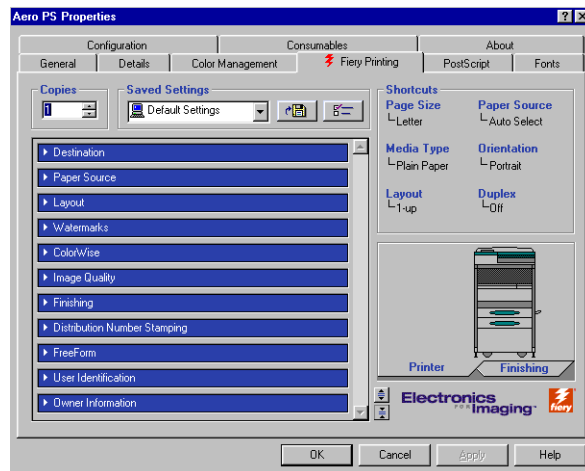 Aero PS Properties
Configuration
Consumables
About
General
Details
Color Management
Fiery Printing
PostScript
Fonts
Copies
1
Saved Settings
Default Settings
Shortcuts
Page Size
Letter
Paper Source
Auto Select
Media Type
Plain Paper
Orientation
Portrait
Layout
1-up
Duplex
Off
Destination
Paper Source
Layout
Watermarks
ColorWise
Image Quality
Finishing
Distribution Number Stamping
FreeForm
User Identification
Owner Information
Printer
Finishing
Electronics
FOR Imaging
fiery
OK
Cancel
Apply
Help